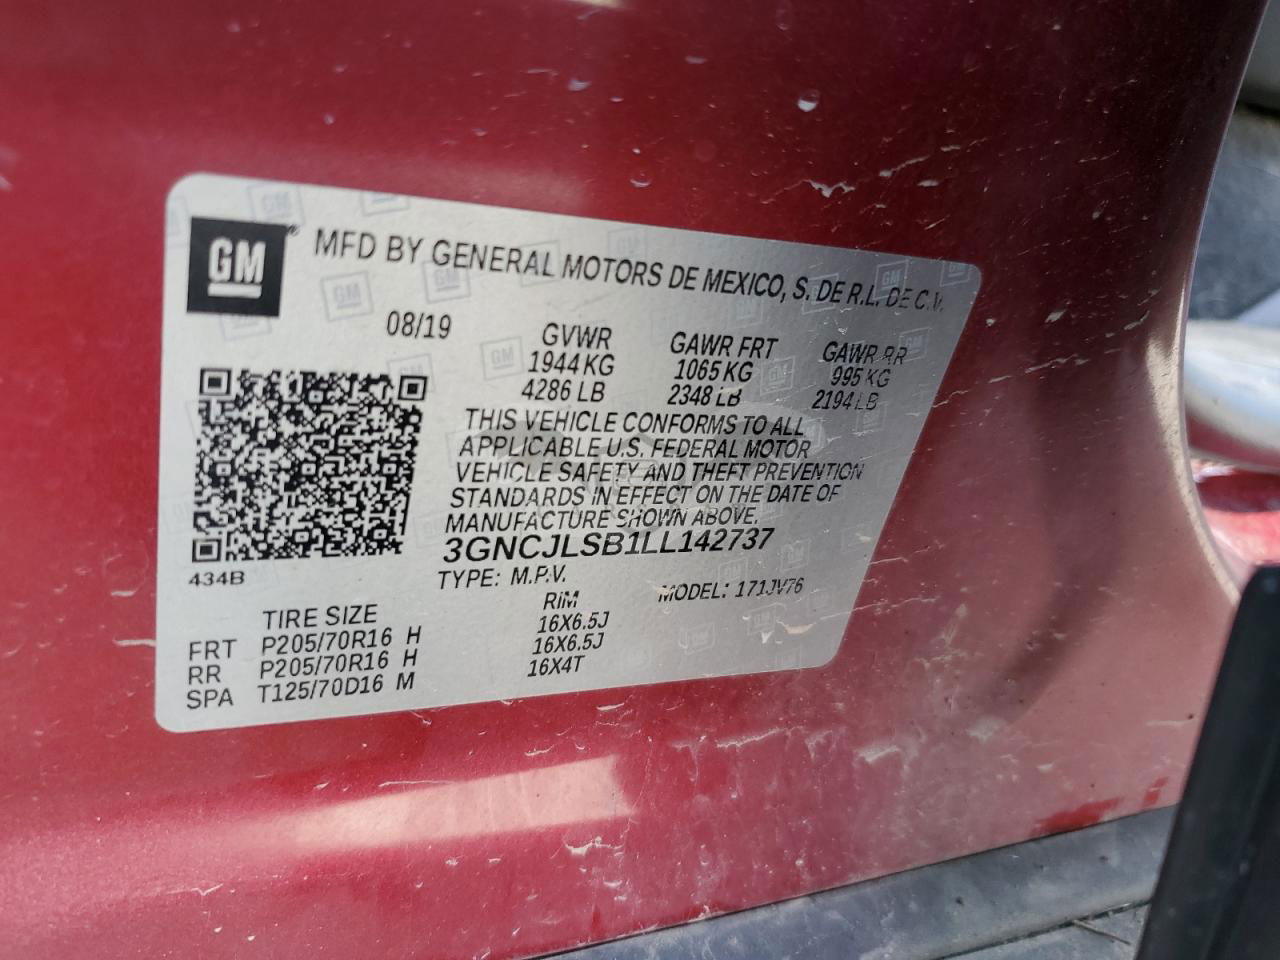 GM® MFD BY GENERAL MOTORS DE MEXICO, S. DE R.L. DE C.V.
08/19 GVWR GAWR FRT GAWR RR
1944 KG 1065 KG 995 KG
4286 LB 2348 LB 2194 LB
THIS VEHICLE CONFORMS TO ALL
APPLICABLE U.S. FEDERAL MOTOR
VEHICLE SAFETY AND THEFT PREVENTION
STANDARDS IN EFFECT ON THE DATE OF
MANUFACTURE SHOWN ABOVE.
3GNCJLSB1LL142737
434B TYPE: M.P.V. MODEL: 171JV76
TIRE SIZE RIM
FRT P205/70R16 H 16X6.5J
RR P205/70R16 H 16X6.5J
SPA T125/70D16 M 16X4T